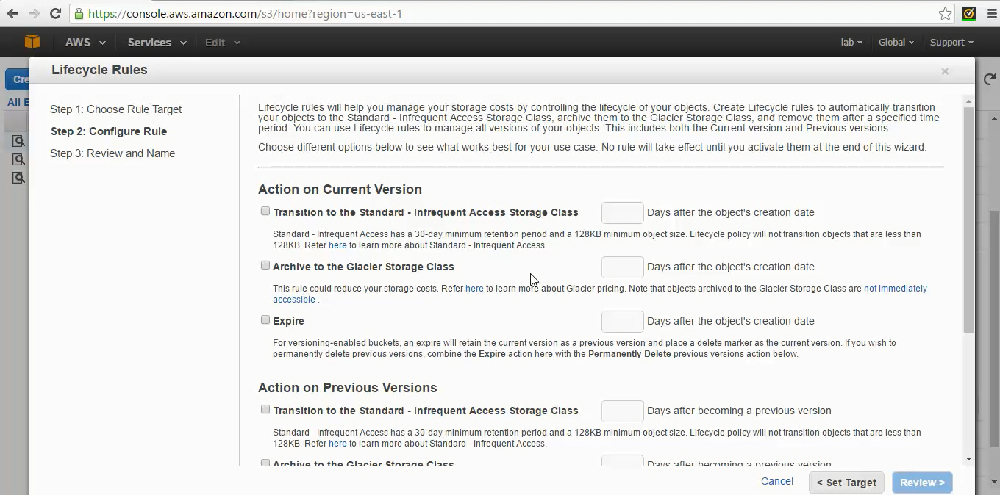 https://console.aws.amazon.com/s3/home?region=us-east-1
AWS Services Edit lab Global Support
Cre
All
Lifecycle Rules
Step 1: Choose Rule Target
Step 2: Configure Rule
Step 3: Review and Name
Lifecycle rules will help you manage your storage costs by controlling the lifecycle of your objects. Create Lifecycle rules to automatically transition
your objects to the Standard - Infrequent Access Storage Class, archive them to the Glacier Storage Class, and remove them after a specified time
period. You can use Lifecycle rules to manage all versions of your objects. This includes both the Current version and Previous versions.
Choose different options below to see what works best for your use case. No rule will take effect until you activate them at the end of this wizard.
Action on Current Version
Transition to the Standard - Infrequent Access Storage Class Days after the object's creation date
Standard - Infrequent Access has a 30-day minimum retention period and a 128KB minimum object size. Lifecycle policy will not transition objects that are less than
128KB. Refer here to learn more about Standard - Infrequent Access.
Archive to the Glacier Storage Class Days after the object's creation date
This rule could reduce your storage costs. Refer here to learn more about Glacier pricing. Note that objects archived to the Glacier Storage Class are not immediately
accessible .
Expire Days after the object's creation date
For versioning-enabled buckets, an expire will retain the current version as a previous version and place a delete marker as the current version. If you wish to
permanently delete previous versions, combine the Expire action here with the Permanently Delete previous versions action below.
Action on Previous Versions
Transition to the Standard - Infrequent Access Storage Class Days after becoming a previous version
Standard - Infrequent Access has a 30-day minimum retention period and a 128KB minimum object size. Lifecycle policy will not transition objects that are less than
128KB. Refer here to learn more about Standard - Infrequent Access.
Archive to the Glacier Storage Class Days after becoming a previous version
Cancel < Set Target Review >